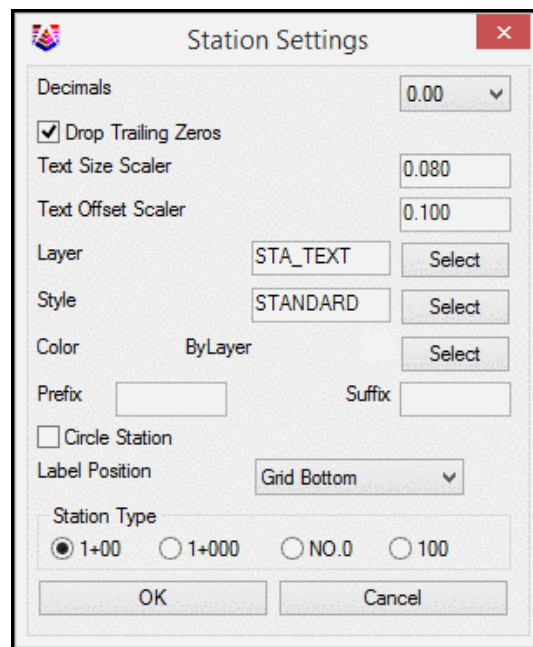 Station Settings
Decimals 0.00
Drop Trailing Zeros
Text Size Scaler 0.080
Text Offset Scaler 0.100
Layer STA_TEXT Select
Style STANDARD Select
Color ByLayer Select
Prefix Suffix
Circle Station
Label Position Grid Bottom
Station Type
1+00 1+000 NO.0 100
OK Cancel